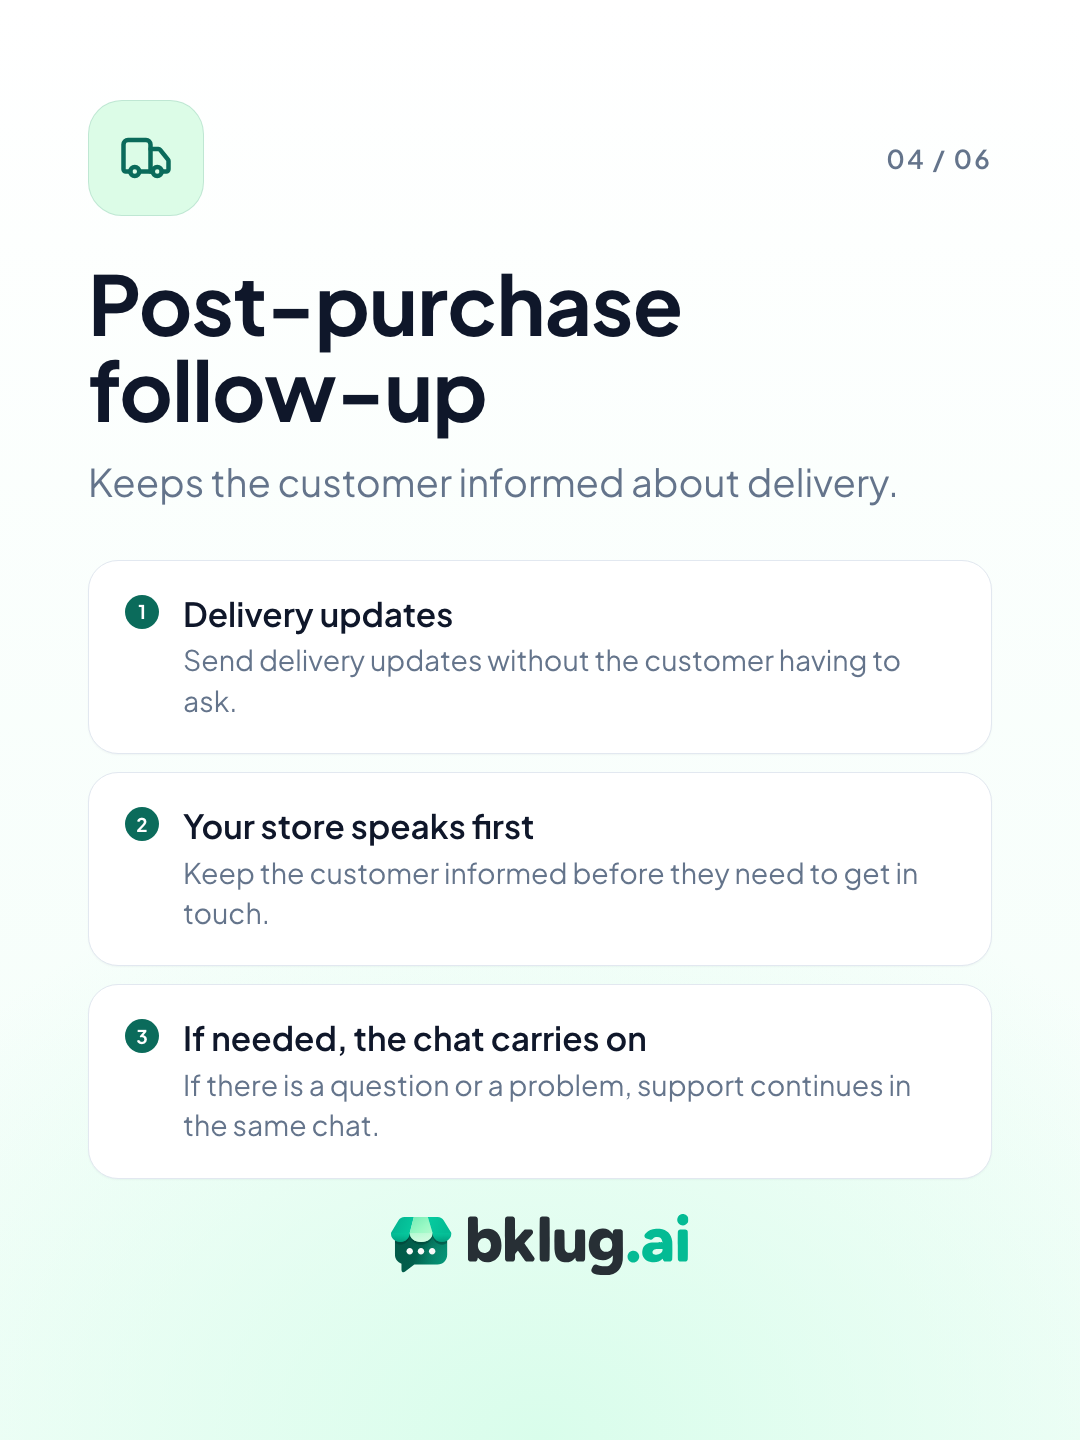 04 / 06
Post-purchase
follow-up
Keeps the customer informed about delivery.
1 Delivery updates
Send delivery updates without the customer having to
ask.
2 Your store speaks first
Keep the customer informed before they need to get in
touch.
3 If needed, the chat carries on
If there is a question or a problem, support continues in
the same chat.
bklug.ai